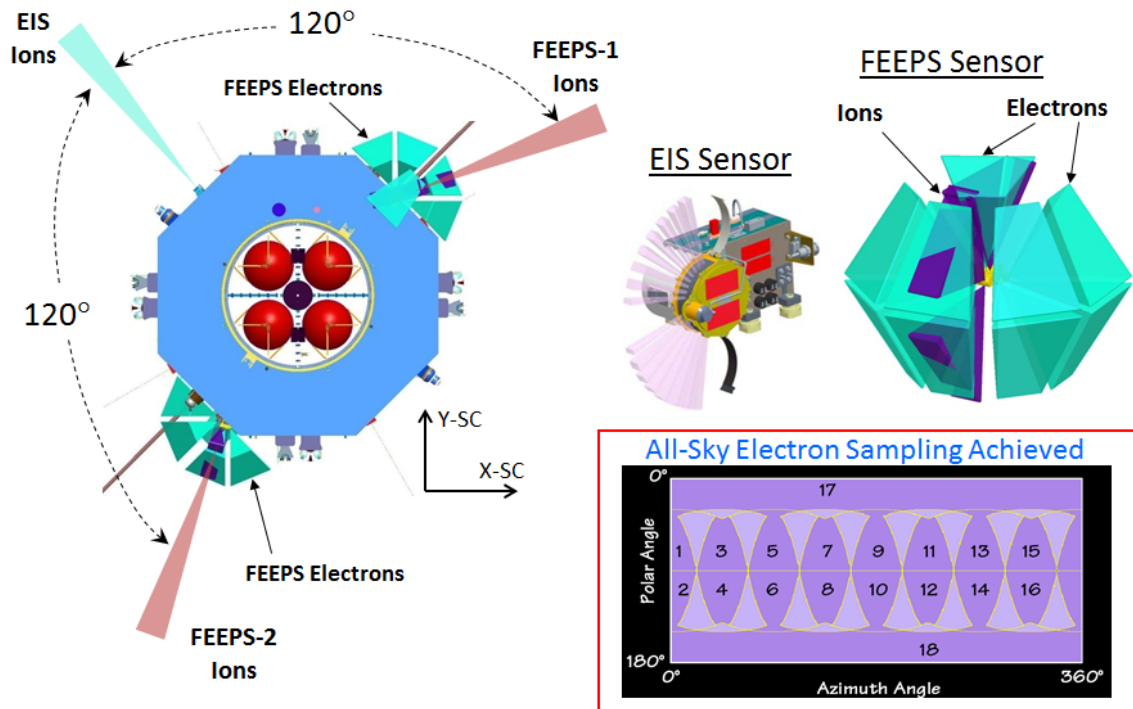 EIS
Ions
120°
FEEPS-1
Ions
FEEPS Electrons
120°
Y-SC
X-SC
FEEPS Electrons
FEEPS-2
Ions
EIS Sensor
FEEPS Sensor
Ions
Electrons
All-Sky Electron Sampling Achieved
0°
17
1 3 5 7 9 11 13 15
Polar Angle
2 4 6 8 10 12 14 16
18
180°
0°
360°
Azimuth Angle